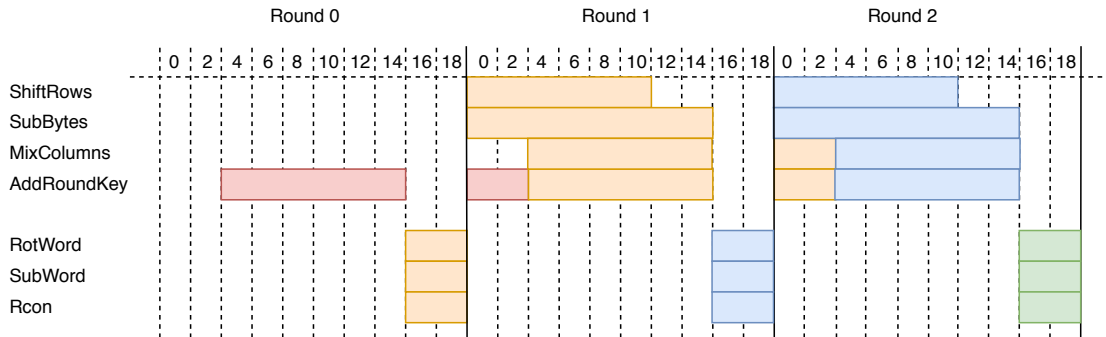 Round 0 Round 1 Round 2
0 2 4 6 8 10 12 14 16 18 0 2 4 6 8 10 12 14 16 18 0 2 4 6 8 10 12 14 16 18
ShiftRows
SubBytes
MixColumns
AddRoundKey
RotWord
SubWord
Rcon